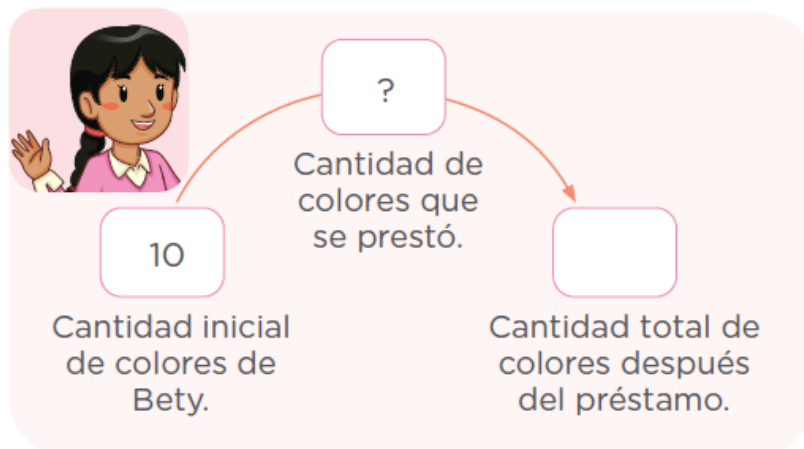 ?
Cantidad de
colores que
se prestó.
10
Cantidad inicial
de colores de
Bety.
Cantidad total de
colores después
del préstamo.